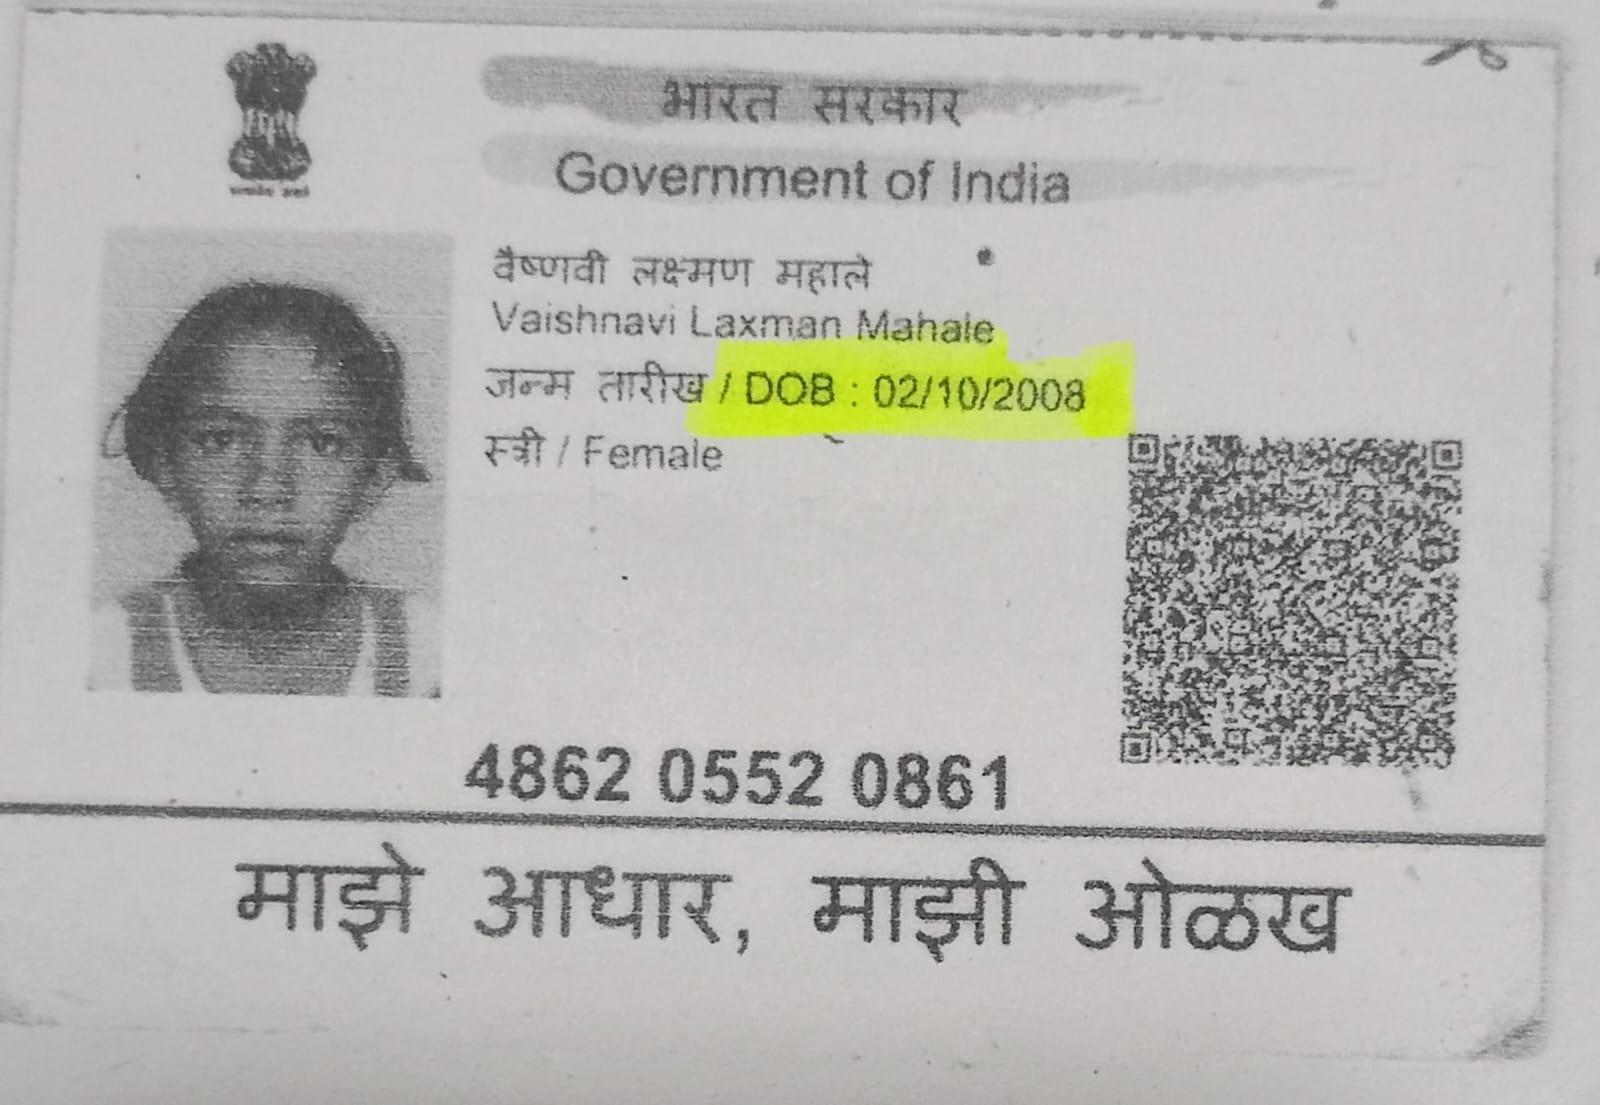 भारत सरकार
Government of India
वैष्णवी लक्ष्मण महाले
Vaishnavi Laxman Mahale
जन्म तारीख / DOB : 02/10/2008
स्त्री / Female
4862 0552 0861
माझे आधार, माझी ओळख